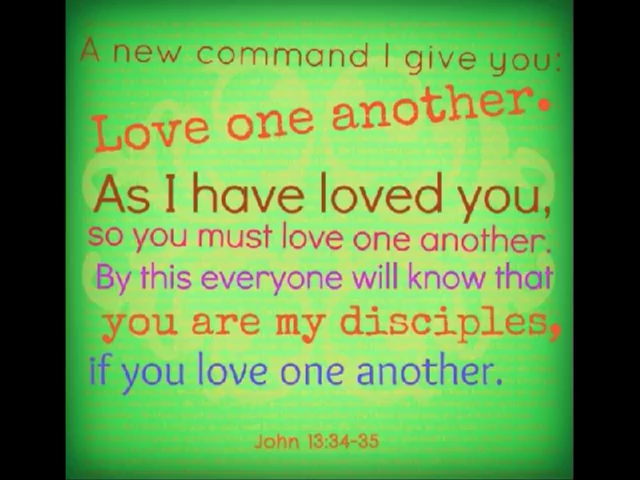 A new command I give you:
Love one another.
As I have loved you,
so you must love one another.
By this everyone will know that
you are my disciples,
if you love one another.
John 13:34-35